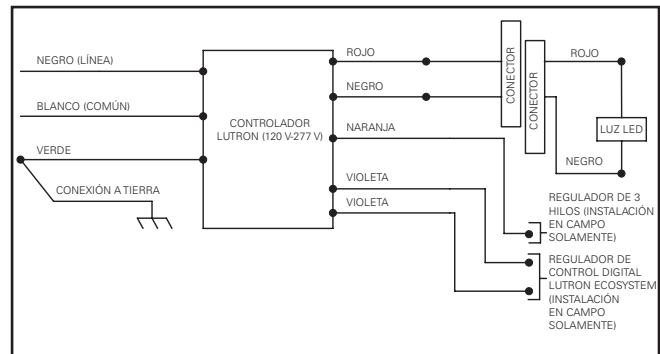 NEGRO (LÍNEA)
BLANCO (COMÚN)
VERDE
CONEXIÓN A TIERRA
CONTROLADOR
LUTRON (120 V-277 V)
ROJO
NEGRO
NARANJA
VIOLETA
VIOLETA
CONECTOR
CONECTOR
ROJO
LUZ LED
NEGRO
REGULADOR DE 3
HILOS (INSTALACIÓN
EN CAMPO
SOLAMENTE)
REGULADOR DE
CONTROL DIGITAL
LUTRON ECOSYSTEM
(INSTALACIÓN
EN CAMPO
SOLAMENTE)